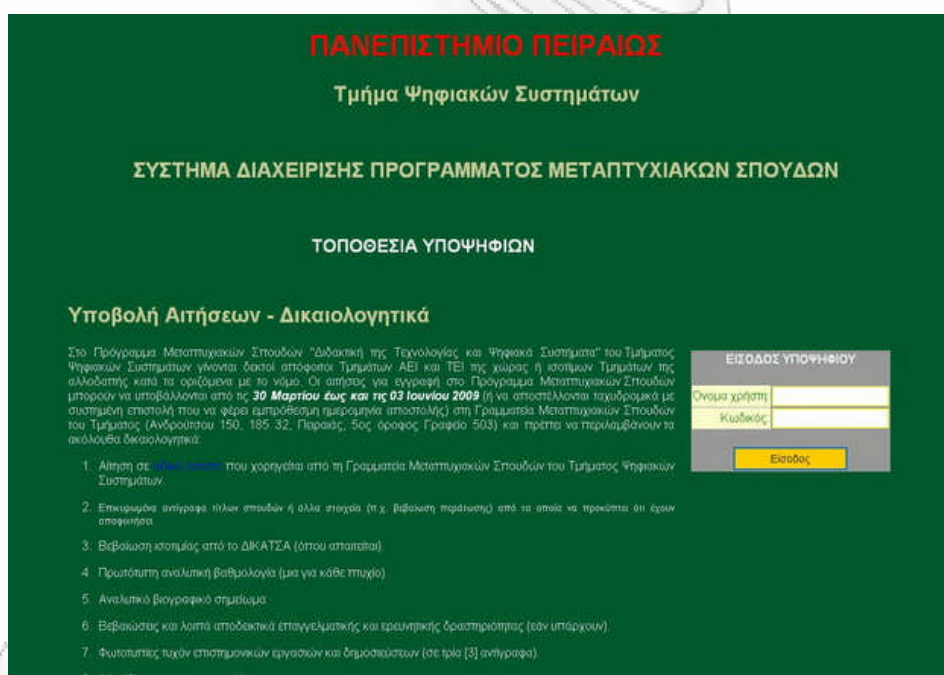 ΠΑΝΕΠΙΣΤΗΜΙΟ ΠΕΙΡΑΙΩΣ
Τμήμα Ψηφιακών Συστημάτων
ΣΥΣΤΗΜΑ ΔΙΑΧΕΙΡΙΣΗΣ ΠΡΟΓΡΑΜΜΑΤΟΣ ΜΕΤΑΠΤΥΧΙΑΚΩΝ ΣΠΟΥΔΩΝ
ΤΟΠΟΘΕΣΙΑ ΥΠΟΨΗΦΙΩΝ
Υποβολή Αιτήσεων - Δικαιολογητικά
Στο Πρόγραμμα Μεταπτυχιακών Σπουδών "Διδακτική της Τεχνολογίας και Ψηφιακά Συστήματα" του Τμήματος
Ψηφιακών Συστημάτων γίνονται δεκτοί απόφοιτοι Τμημάτων ΑΕΙ και ΤΕΙ της χώρας ή ισοτίμων Τμημάτων της
αλλοδαπής κατά τα οριζόμενα με το νόμο. Οι αιτήσεις για εγγραφή στο Πρόγραμμα Μεταπτυχιακών Σπουδών
μπορούν να υποβάλλονται από τις 30 Μαρτίου έως και τις 03 Ιουνίου 2009 (ή να αποστέλλονται ταχυδρομικά με
συστημένη επιστολή που να φέρει εμπρόθεσμη ημερομηνία αποστολής) στη Γραμματεία Μεταπτυχιακών Σπουδών
του Τμήματος (Ανδρούτσου 150, 185 32, Πειραιάς, 5ος όροφος Γραφείο 503) και πρέπει να περιλαμβάνουν τα
ακόλουθα δικαιολογητικά:
1. Αίτηση σε που χορηγείται από τη Γραμματεία Μεταπτυχιακών Σπουδών του Τμήματος Ψηφιακών
Συστημάτων.
2. Επικυρωμένα αντίγραφα τίτλων σπουδών ή άλλα στοιχεία (π.χ. βεβαίωση περάτωσης) από τα οποία να προκύπτει ότι έχουν
αποφοιτήσει
3. Βεβαίωση ισοτιμίας από το ΔΙΚΑΤΣΑ (όπου απαιτείται).
4. Πρωτότυπη αναλυτική βαθμολογία (μια για κάθε πτυχίο)
5. Αναλυτικό βιογραφικό σημείωμα
6. Βεβαιώσεις και λοιπά αποδεικτικά επαγγελματικής και ερευνητικής δραστηριότητας (εάν υπάρχουν).
7. Φωτοτυπίες τυχόν επιστημονικών εργασιών και δημοσιεύσεων (σε τρία [3] αντίγραφα).
ΕΙΣΟΔΟΣ ΥΠΟΨΗΦΙΟΥ
Όνομα χρήστη:
Κωδικός:
Είσοδος